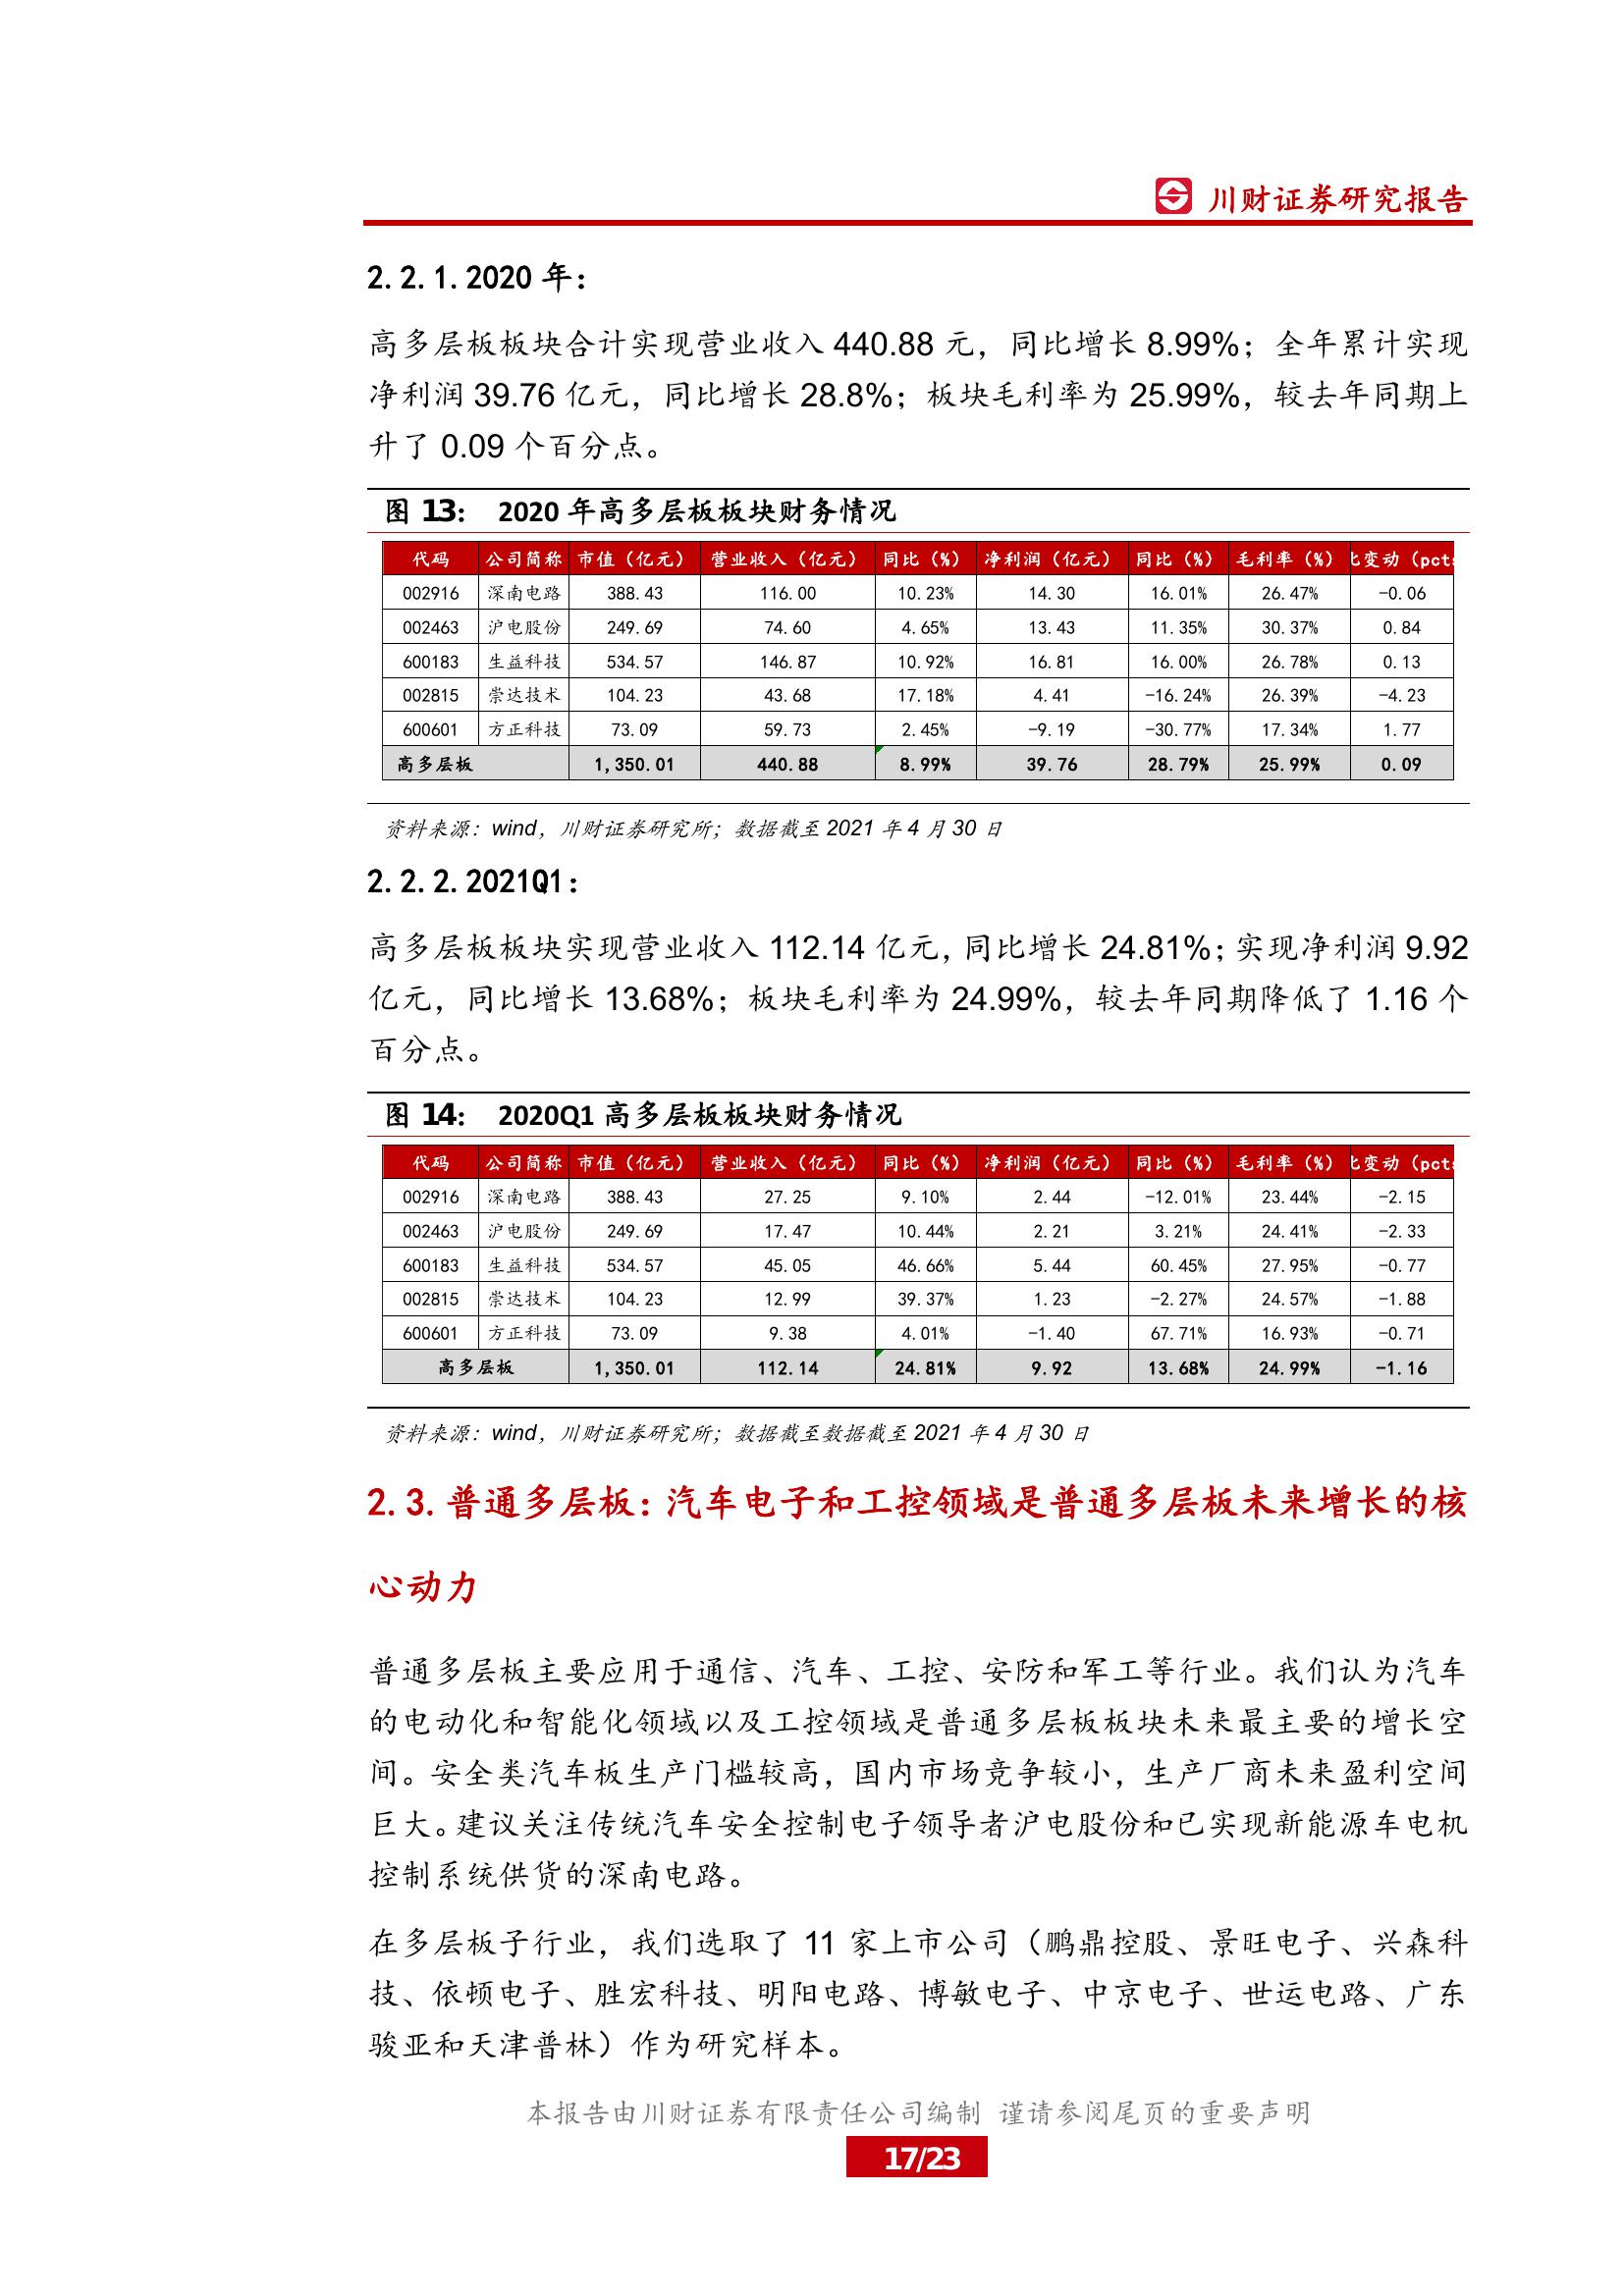 川财证券研究报告
2.2.1.2020 年：
高多层板板块合计实现营业收入 440.88 元，同比增长 8.99%；全年累计实现
净利润 39.76 亿元，同比增长 28.8%；板块毛利率为 25.99%，较去年同期上
升了 0.09 个百分点。
图 13： 2020 年高多层板板块财务情况
代码 公司简称 市值（亿元） 营业收入（亿元） 同比（%） 净利润（亿元） 同比（%） 毛利率（%） 比变动（pcts
002916 深南电路 388.43 116.00 10.23% 14.30 16.01% 26.47% -0.06
002463 沪电股份 249.69 74.60 4.65% 13.43 11.35% 30.37% 0.84
600183 生益科技 534.57 146.87 10.92% 16.81 16.00% 26.78% 0.13
002815 崇达技术 104.23 43.68 17.18% 4.41 -16.24% 26.39% -4.23
600601 方正科技 73.09 59.73 2.45% -9.19 -30.77% 17.34% 1.77
高多层板 1,350.01 440.88 8.99% 39.76 28.79% 25.99% 0.09
资料来源：wind，川财证券研究所；数据截至 2021 年 4 月 30 日
2.2.2.2021Q1：
高多层板板块实现营业收入 112.14 亿元，同比增长 24.81%；实现净利润 9.92
亿元，同比增长 13.68%；板块毛利率为 24.99%，较去年同期降低了 1.16 个
百分点。
图 14： 2020Q1 高多层板板块财务情况
代码 公司简称 市值（亿元） 营业收入（亿元） 同比（%） 净利润（亿元） 同比（%） 毛利率（%） 比变动（pcts
002916 深南电路 388.43 27.25 9.10% 2.44 -12.01% 23.44% -2.15
002463 沪电股份 249.69 17.47 10.44% 2.21 3.21% 24.41% -2.33
600183 生益科技 534.57 45.05 46.66% 5.44 60.45% 27.95% -0.77
002815 崇达技术 104.23 12.99 39.37% 1.23 -2.27% 24.57% -1.88
600601 方正科技 73.09 9.38 4.01% -1.40 67.71% 16.93% -0.71
高多层板 1,350.01 112.14 24.81% 9.92 13.68% 24.99% -1.16
资料来源：wind，川财证券研究所；数据截至数据截至 2021 年 4 月 30 日
2.3.普通多层板：汽车电子和工控领域是普通多层板未来增长的核
心动力
普通多层板主要应用于通信、汽车、工控、安防和军工等行业。我们认为汽车
的电动化和智能化领域以及工控领域是普通多层板板块未来最主要的增长空
间。安全类汽车板生产门槛较高，国内市场竞争较小，生产厂商未来盈利空间
巨大。建议关注传统汽车安全控制电子领导者沪电股份和已实现新能源车电机
控制系统供货的深南电路。
在多层板子行业，我们选取了 11 家上市公司（鹏鼎控股、景旺电子、兴森科
技、依顿电子、胜宏科技、明阳电路、博敏电子、中京电子、世运电路、广东
骏亚和天津普林）作为研究样本。
本报告由川财证券有限责任公司编制 谨请参阅尾页的重要声明
17/23